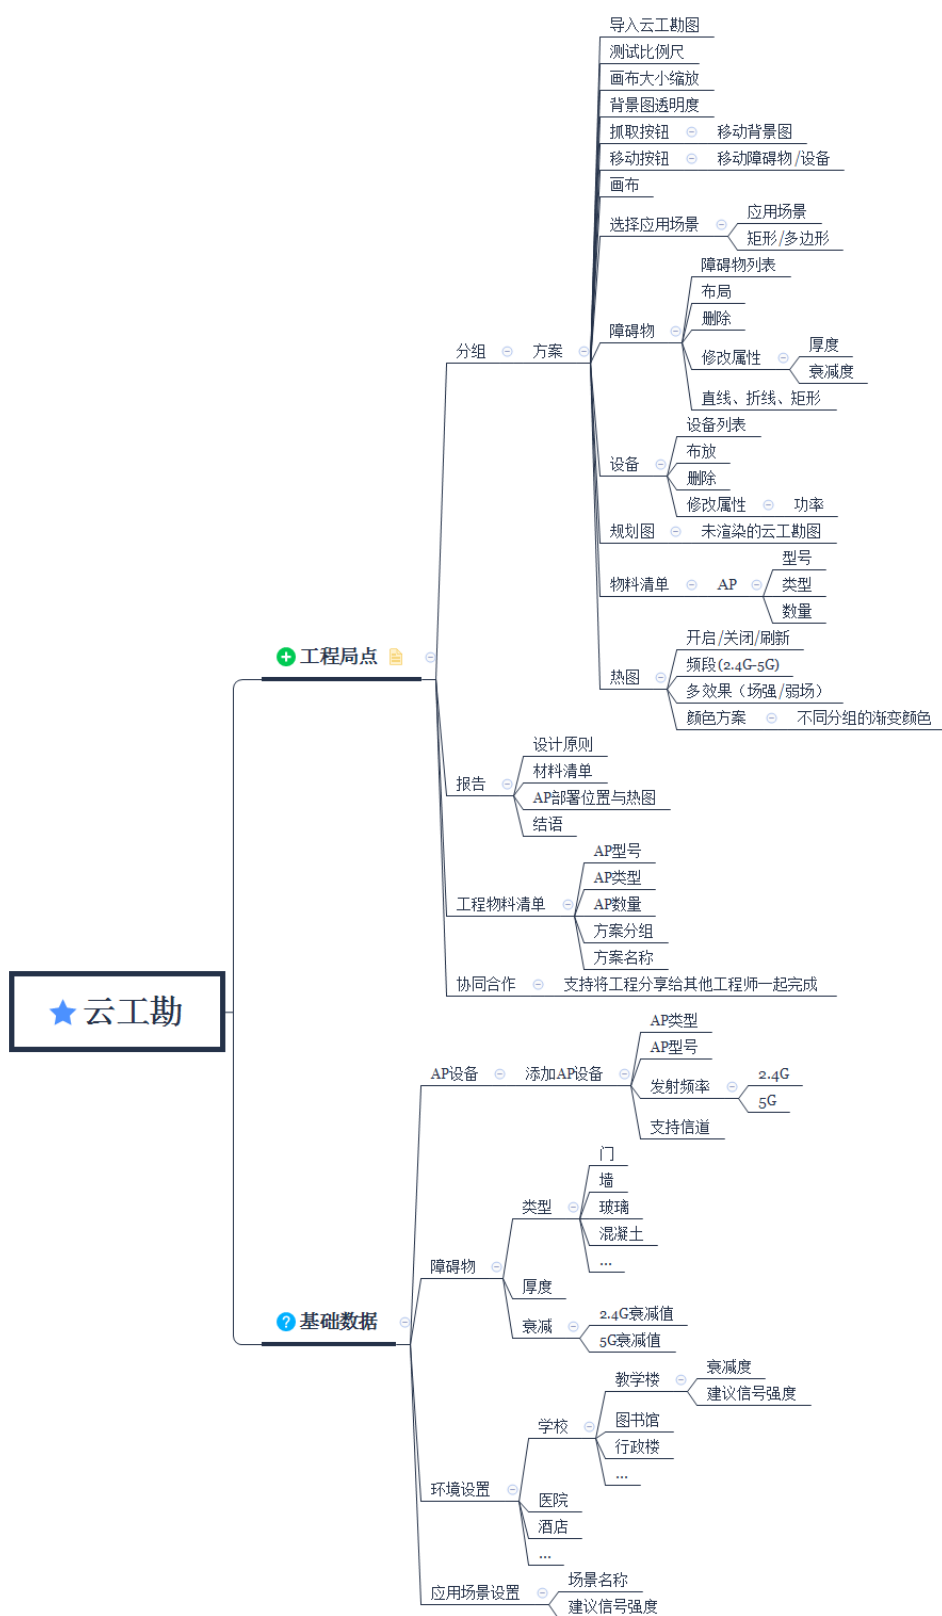 云工勘
工程局点
分组
方案
导入云工勘图
测试比例尺
画布大小缩放
背景图透明度
抓取按钮
移动背景图
移动按钮
移动障碍物/设备
画布
选择应用场景
应用场景
矩形/多边形
障碍物
障碍物列表
布局
删除
修改属性
厚度
衰减度
直线、折线、矩形
设备
设备列表
布放
删除
修改属性
功率
规划图
未渲染的云工勘图
物料清单
AP
型号
类型
数量
热图
开启/关闭/刷新
频段(2.4G-5G)
多效果（场强/弱场）
颜色方案
不同分组的渐变颜色
报告
设计原则
材料清单
AP部署位置与热图
结语
工程物料清单
AP型号
AP类型
AP数量
方案分组
方案名称
协同合作
支持将工程分享给其他工程师一起完成
基础数据
AP设备
添加AP设备
AP类型
AP型号
发射频率
2.4G
5G
支持信道
障碍物
类型
门
墙
玻璃
混凝土
...
厚度
衰减
2.4G衰减值
5G衰减值
环境设置
学校
教学楼
衰减度
建议信号强度
图书馆
行政楼
...
医院
酒店
...
应用场景设置
场景名称
建议信号强度